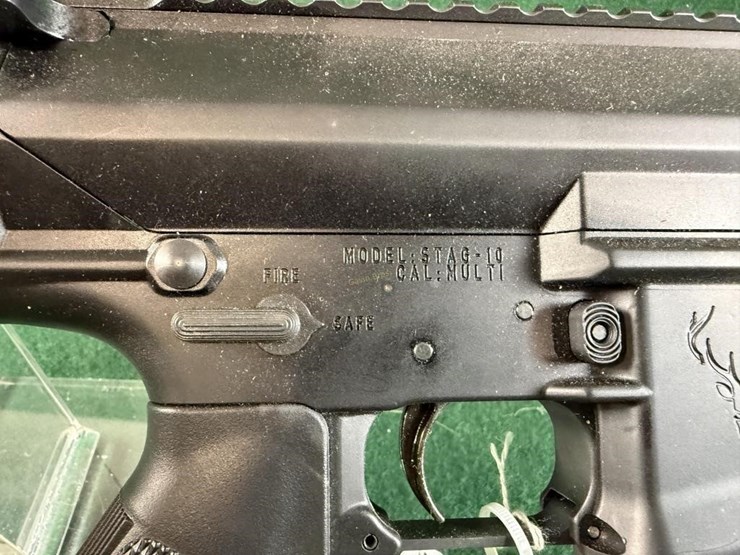 MODEL:STAG-10
CAL:MULTI
FIRE
SAFE